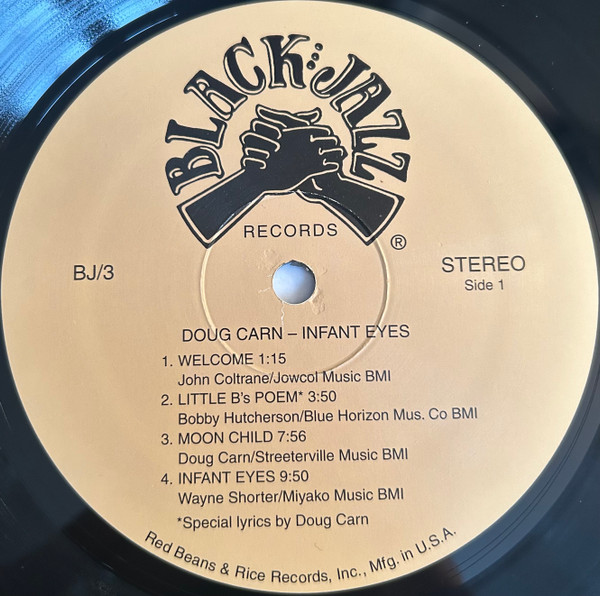 BLACK JAZZ
RECORDS
®
BJ/3
STEREO
Side 1
DOUG CARN – INFANT EYES
1. WELCOME 1:15
John Coltrane/Jowcol Music BMI
2. LITTLE B's POEM* 3:50
Bobby Hutcherson/Blue Horizon Mus. Co BMI
3. MOON CHILD 7:56
Doug Carn/Streeterville Music BMI
4. INFANT EYES 9:50
Wayne Shorter/Miyako Music BMI
*Special lyrics by Doug Carn
Red Beans & Rice Records, Inc., Mfg. in U.S.A.